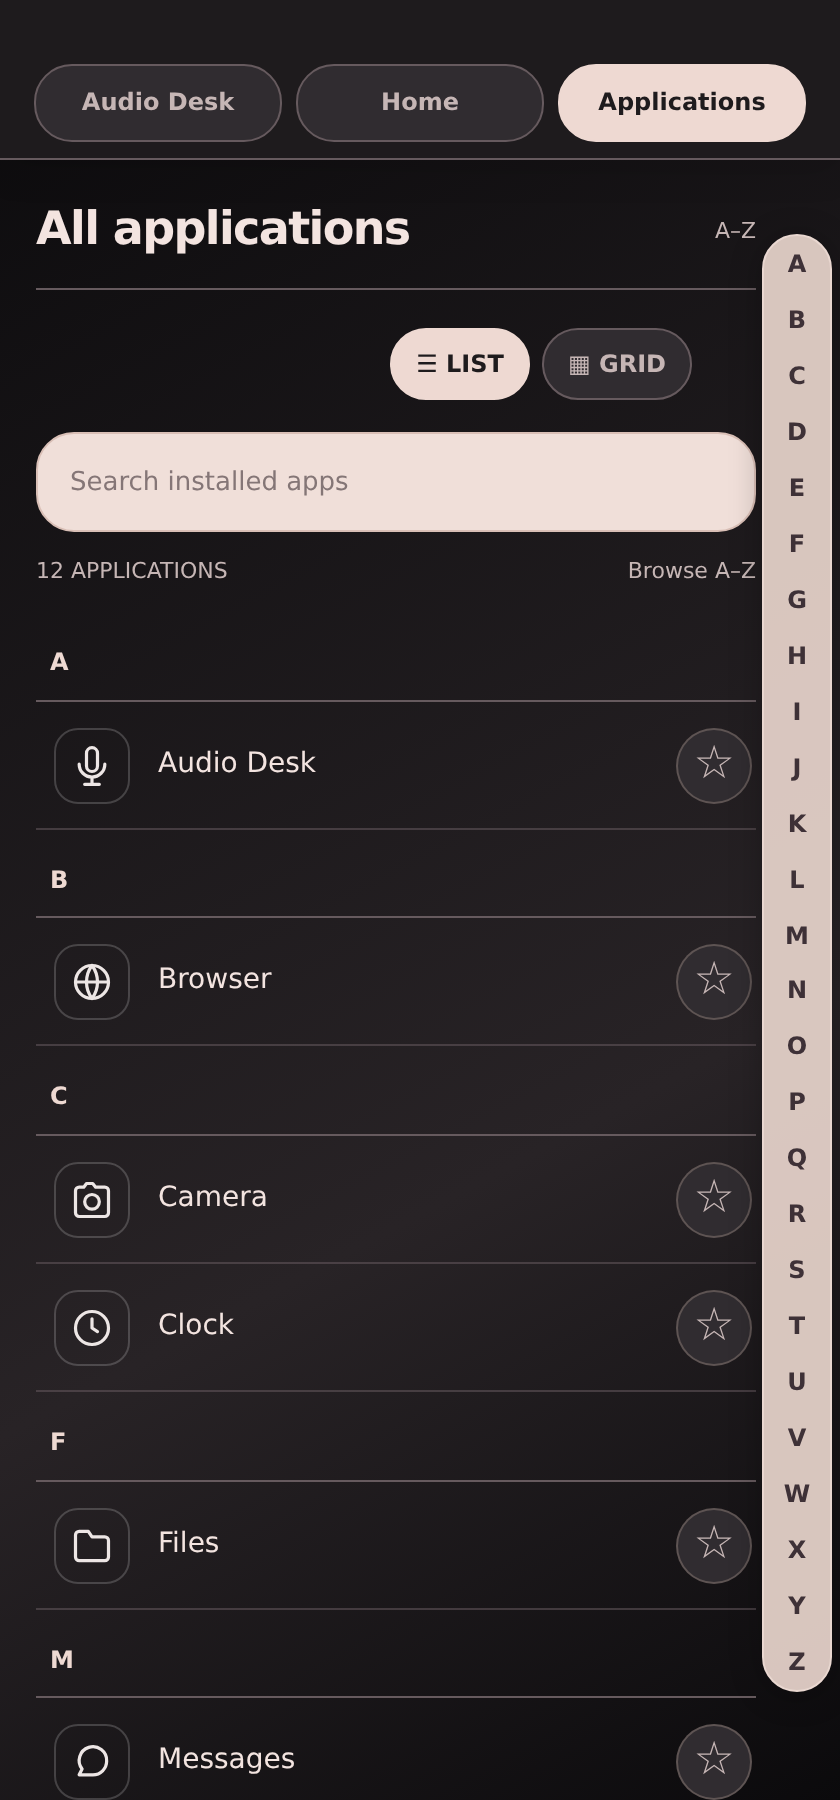 Audio Desk Home Applications
All applications A–Z
☰ LIST ▦ GRID
Search installed apps
12 APPLICATIONS Browse A–Z
A
Audio Desk ☆
B
Browser ☆
C
Camera ☆
Clock ☆
F
Files ☆
M
Messages ☆
A
B
C
D
E
F
G
H
I
J
K
L
M
N
O
P
Q
R
S
T
U
V
W
X
Y
Z